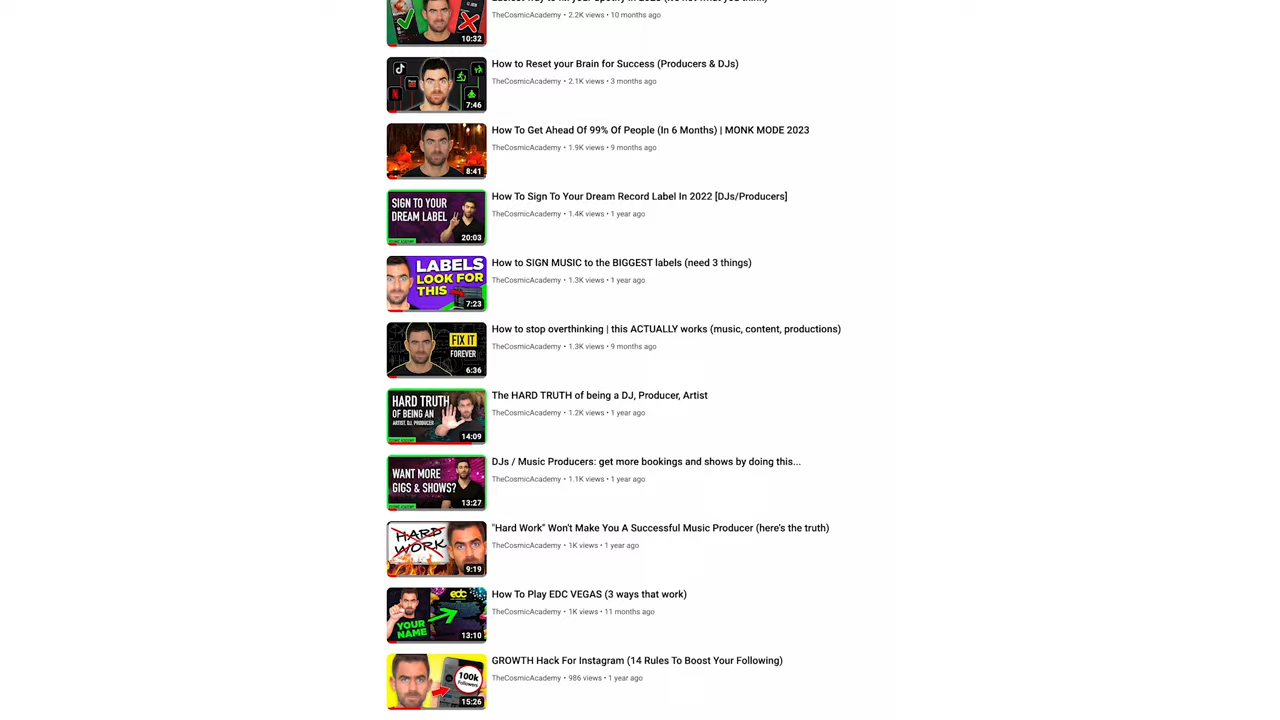 TheCosmicAcademy • 2.2K views • 10 months ago
10:32
How to Reset your Brain for Success (Producers & DJs)
TheCosmicAcademy • 2.1K views • 3 months ago
7:46
How To Get Ahead Of 99% Of People (In 6 Months) | MONK MODE 2023
TheCosmicAcademy • 1.9K views • 9 months ago
8:41
How To Sign To Your Dream Record Label In 2022 [DJs/Producers]
TheCosmicAcademy • 1.4K views • 1 year ago
SIGN TO YOUR
DREAM LABEL
COSMIC ACADEMY
20:03
How to SIGN MUSIC to the BIGGEST labels (need 3 things)
TheCosmicAcademy • 1.3K views • 1 year ago
LABELS
LOOK FOR
THIS
7:23
How to stop overthinking | this ACTUALLY works (music, content, productions)
TheCosmicAcademy • 1.3K views • 9 months ago
FIX IT
FOREVER
6:36
The HARD TRUTH of being a DJ, Producer, Artist
TheCosmicAcademy • 1.2K views • 1 year ago
HARD TRUTH
OF BEING AN
ARTIST, DJ, PRODUCER
COSMIC ACADEMY
14:09
DJs / Music Producers: get more bookings and shows by doing this...
TheCosmicAcademy • 1.1K views • 1 year ago
WANT MORE
GIGS & SHOWS?
COSMIC ACADEMY
13:27
"Hard Work" Won't Make You A Successful Music Producer (here's the truth)
TheCosmicAcademy • 1K views • 1 year ago
HARD
WORK
9:19
How To Play EDC VEGAS (3 ways that work)
TheCosmicAcademy • 1K views • 11 months ago
edc
YOUR
NAME
13:10
GROWTH Hack For Instagram (14 Rules To Boost Your Following)
TheCosmicAcademy • 986 views • 1 year ago
100k
Followers
15:26